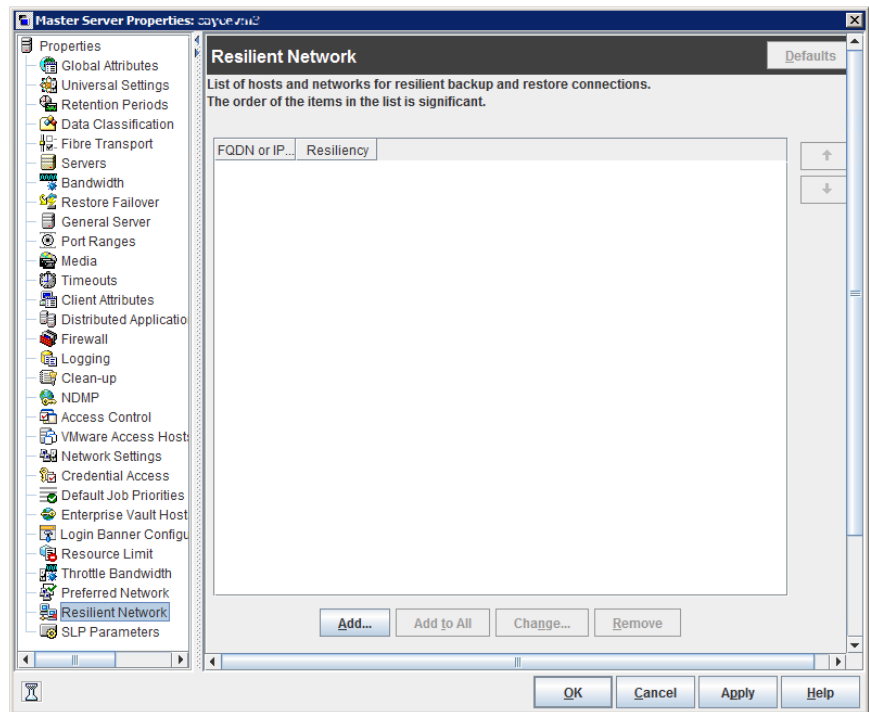 Master Server Properties:
Properties
Global Attributes
Universal Settings
Retention Periods
Data Classification
Fibre Transport
Servers
Bandwidth
Restore Failover
General Server
Port Ranges
Media
Timeouts
Client Attributes
Distributed Applicatio
Firewall
Logging
Clean-up
NDMP
Access Control
VMware Access Hosts
Network Settings
Credential Access
Default Job Priorities
Enterprise Vault Host
Login Banner Configu
Resource Limit
Throttle Bandwidth
Preferred Network
Resilient Network
SLP Parameters
Resilient Network
Defaults
List of hosts and networks for resilient backup and restore connections.
The order of the items in the list is significant.
FQDN or IP... Resiliency
Add... Add to All Change... Remove
OK Cancel Apply Help